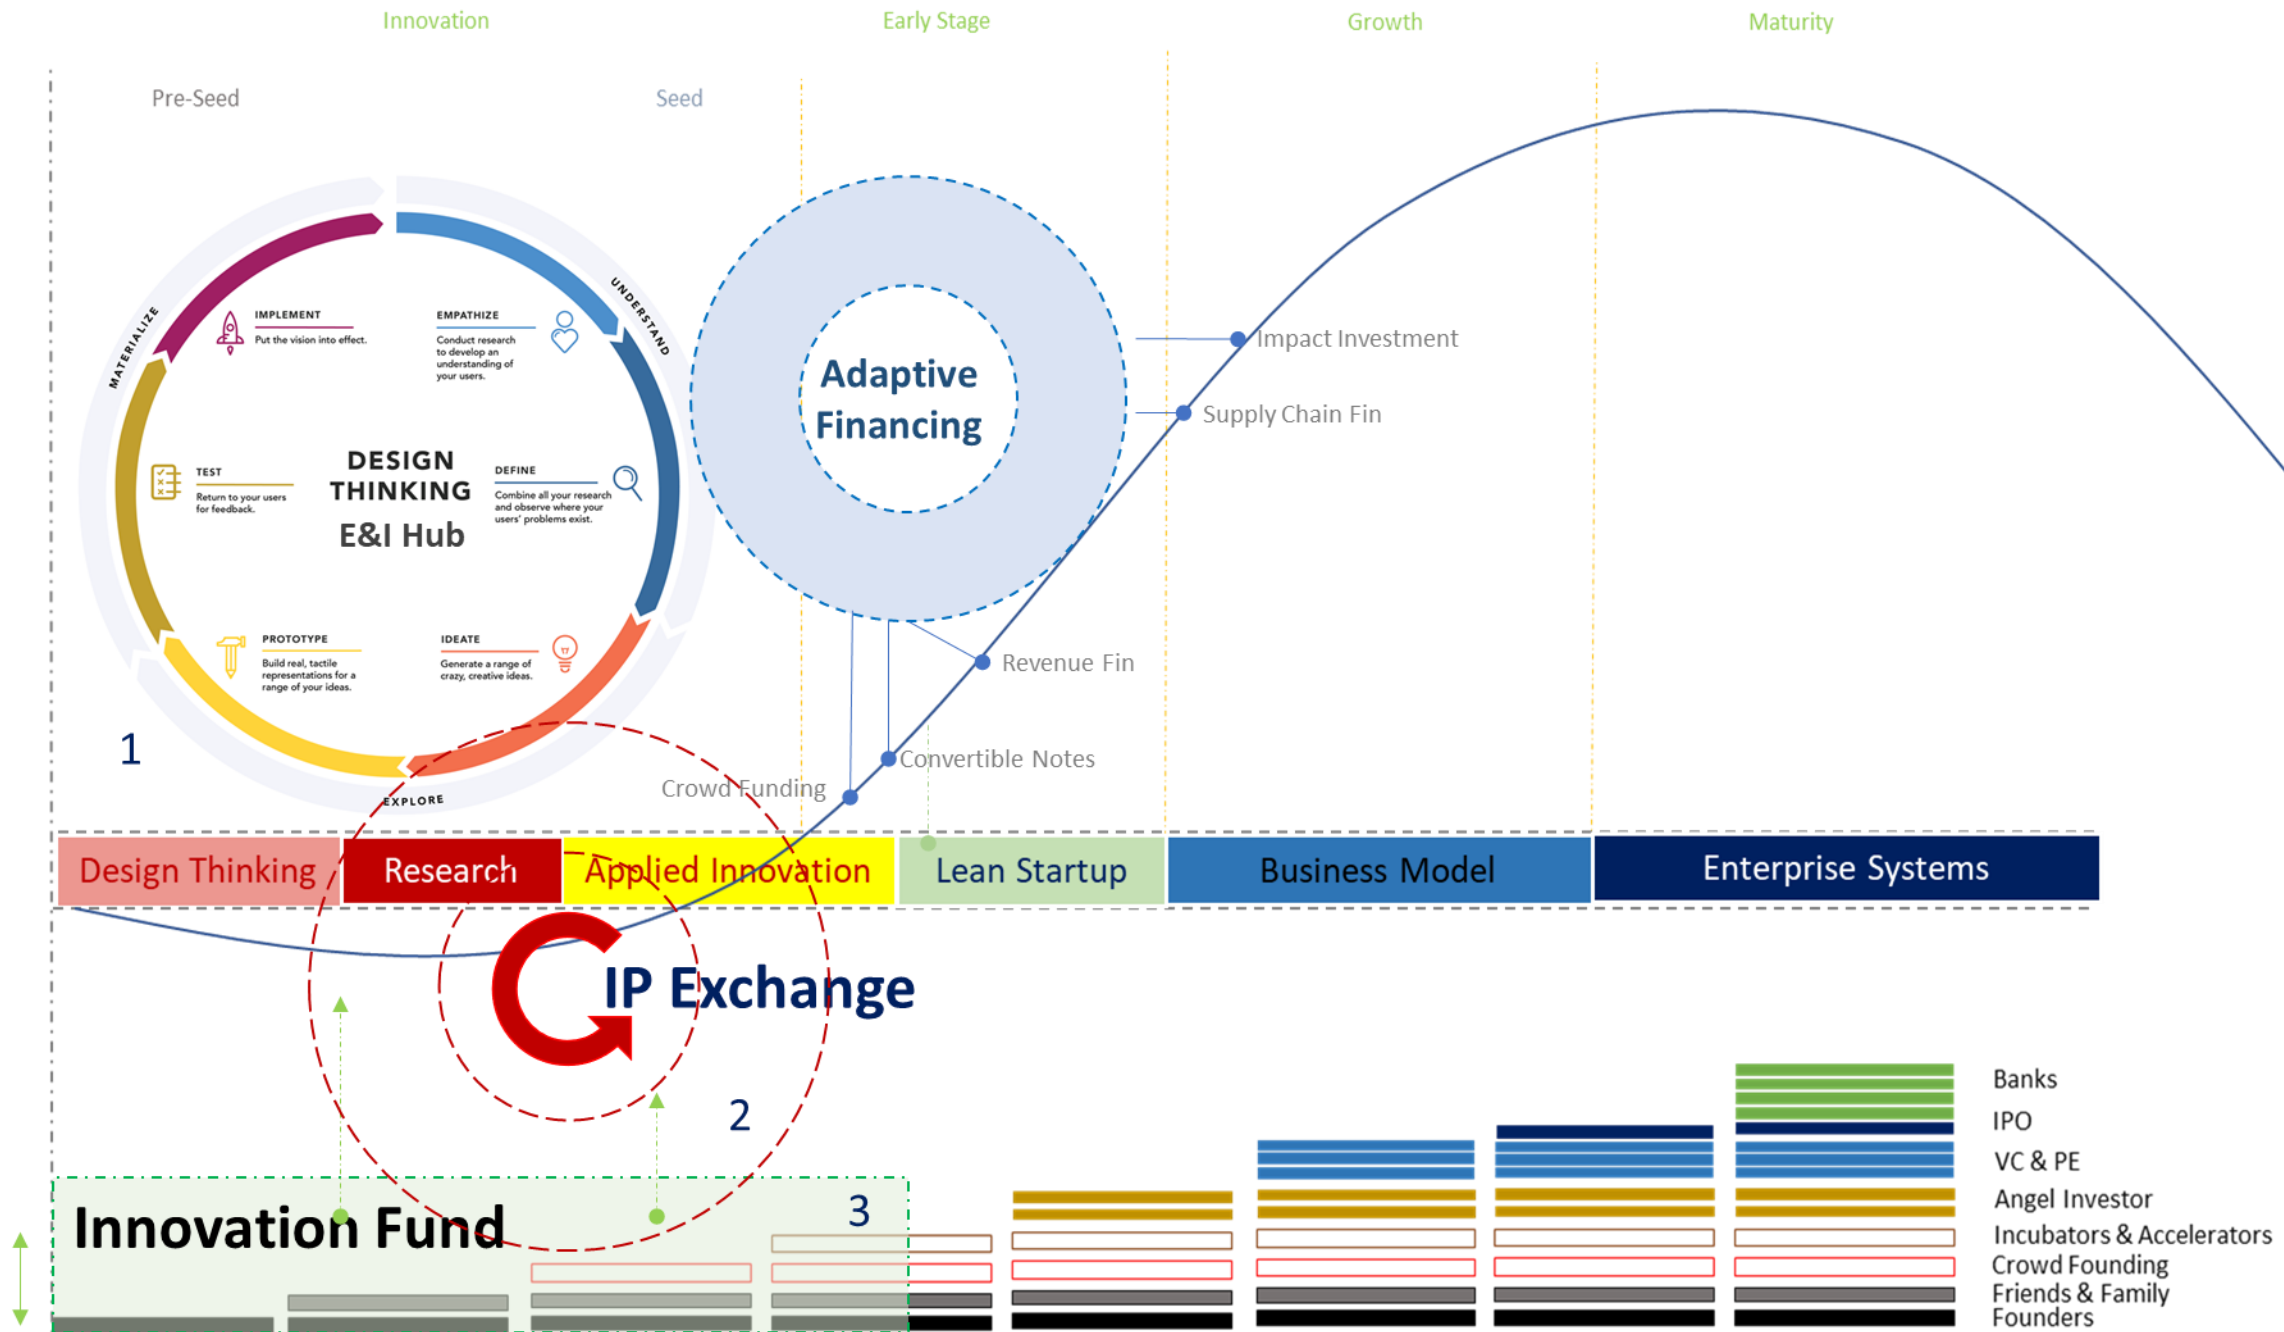 Innovation
Early Stage
Growth
Maturity
Pre-Seed
Seed
MATERIALIZE
UNDERSTAND
EXPLORE
IMPLEMENT
Put the vision into effect.
EMPATHIZE
Conduct research
to develop an
understanding of
your users.
TEST
Return to your users
for feedback.
DESIGN
THINKING
E&I Hub
DEFINE
Combine all your research
and observe where your
users' problems exist.
PROTOTYPE
Build real, tactile
representations for a
range of your ideas.
IDEATE
Generate a range of
crazy, creative ideas.
1
Adaptive
Financing
Impact Investment
Supply Chain Fin
Revenue Fin
Convertible Notes
Crowd Funding
Design Thinking
Research
Applied Innovation
Lean Startup
Business Model
Enterprise Systems
IP Exchange
2
3
Innovation Fund
Banks
IPO
VC & PE
Angel Investor
Incubators & Accelerators
Crowd Founding
Friends & Family
Founders